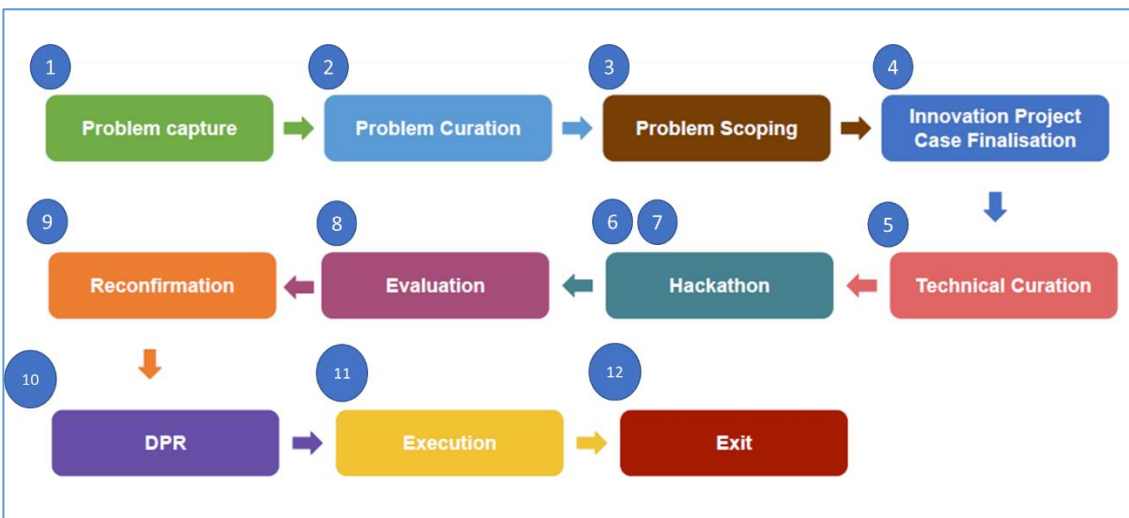 1
2
3
4
Problem capture
Problem Curation
Problem Scoping
Innovation Project
Case Finalisation
9
8
6
7
5
Reconfirmation
Evaluation
Hackathon
Technical Curation
10
11
12
DPR
Execution
Exit